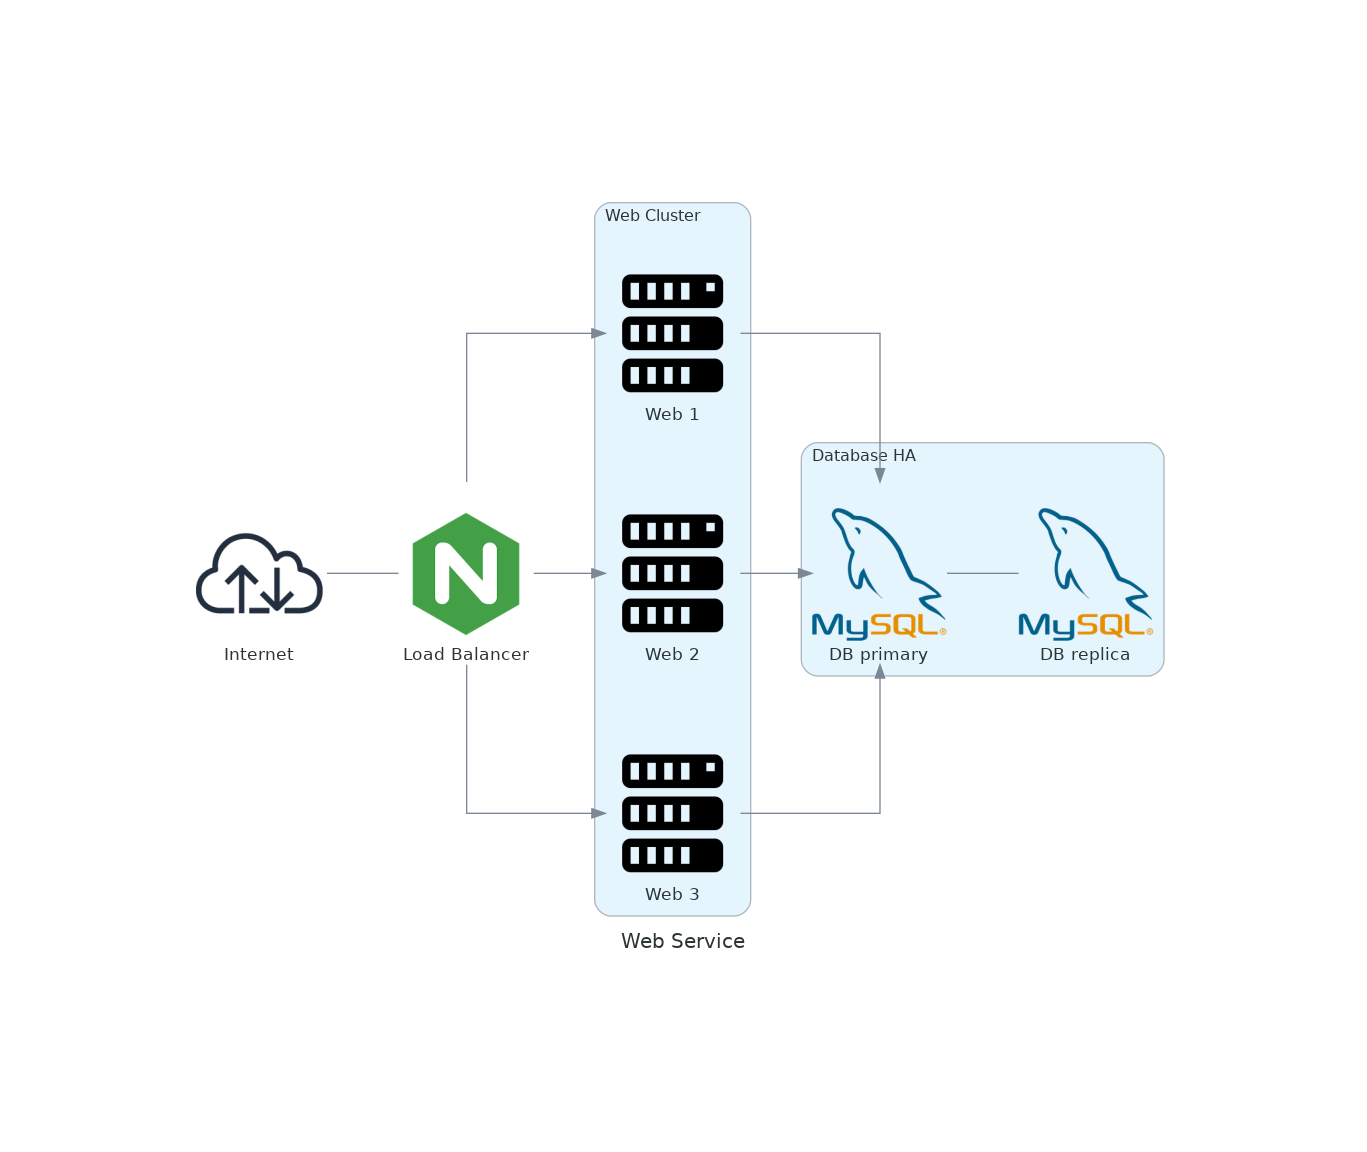 Web Cluster
Web 1
Database HA
Internet
N
Load Balancer
Web 2
MySQL®
DB primary
MySQL®
DB replica
Web 3
Web Service